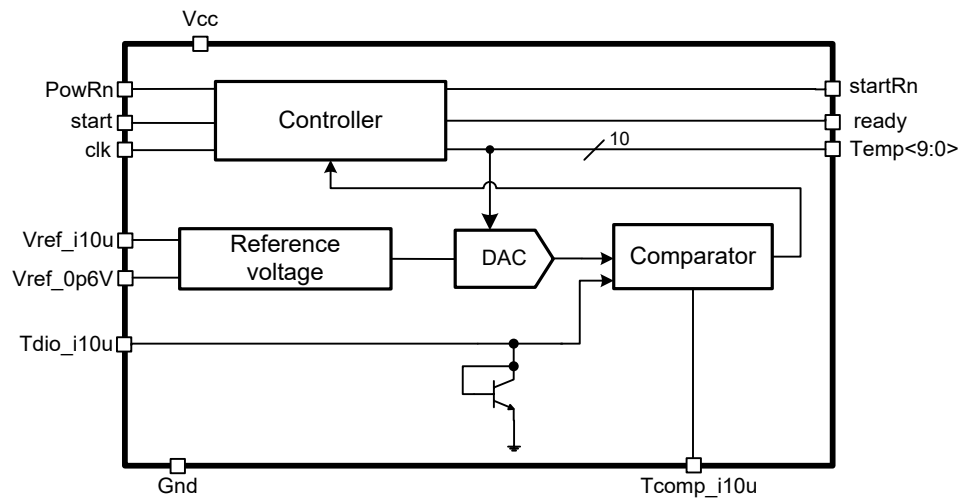 Vcc
PowRn
start
clk
Controller
startRn
ready
10
Temp<9:0>
Vref_i10u
Vref_0p6V
Reference
voltage
DAC
Comparator
Tdio_i10u
Gnd
Tcomp_i10u